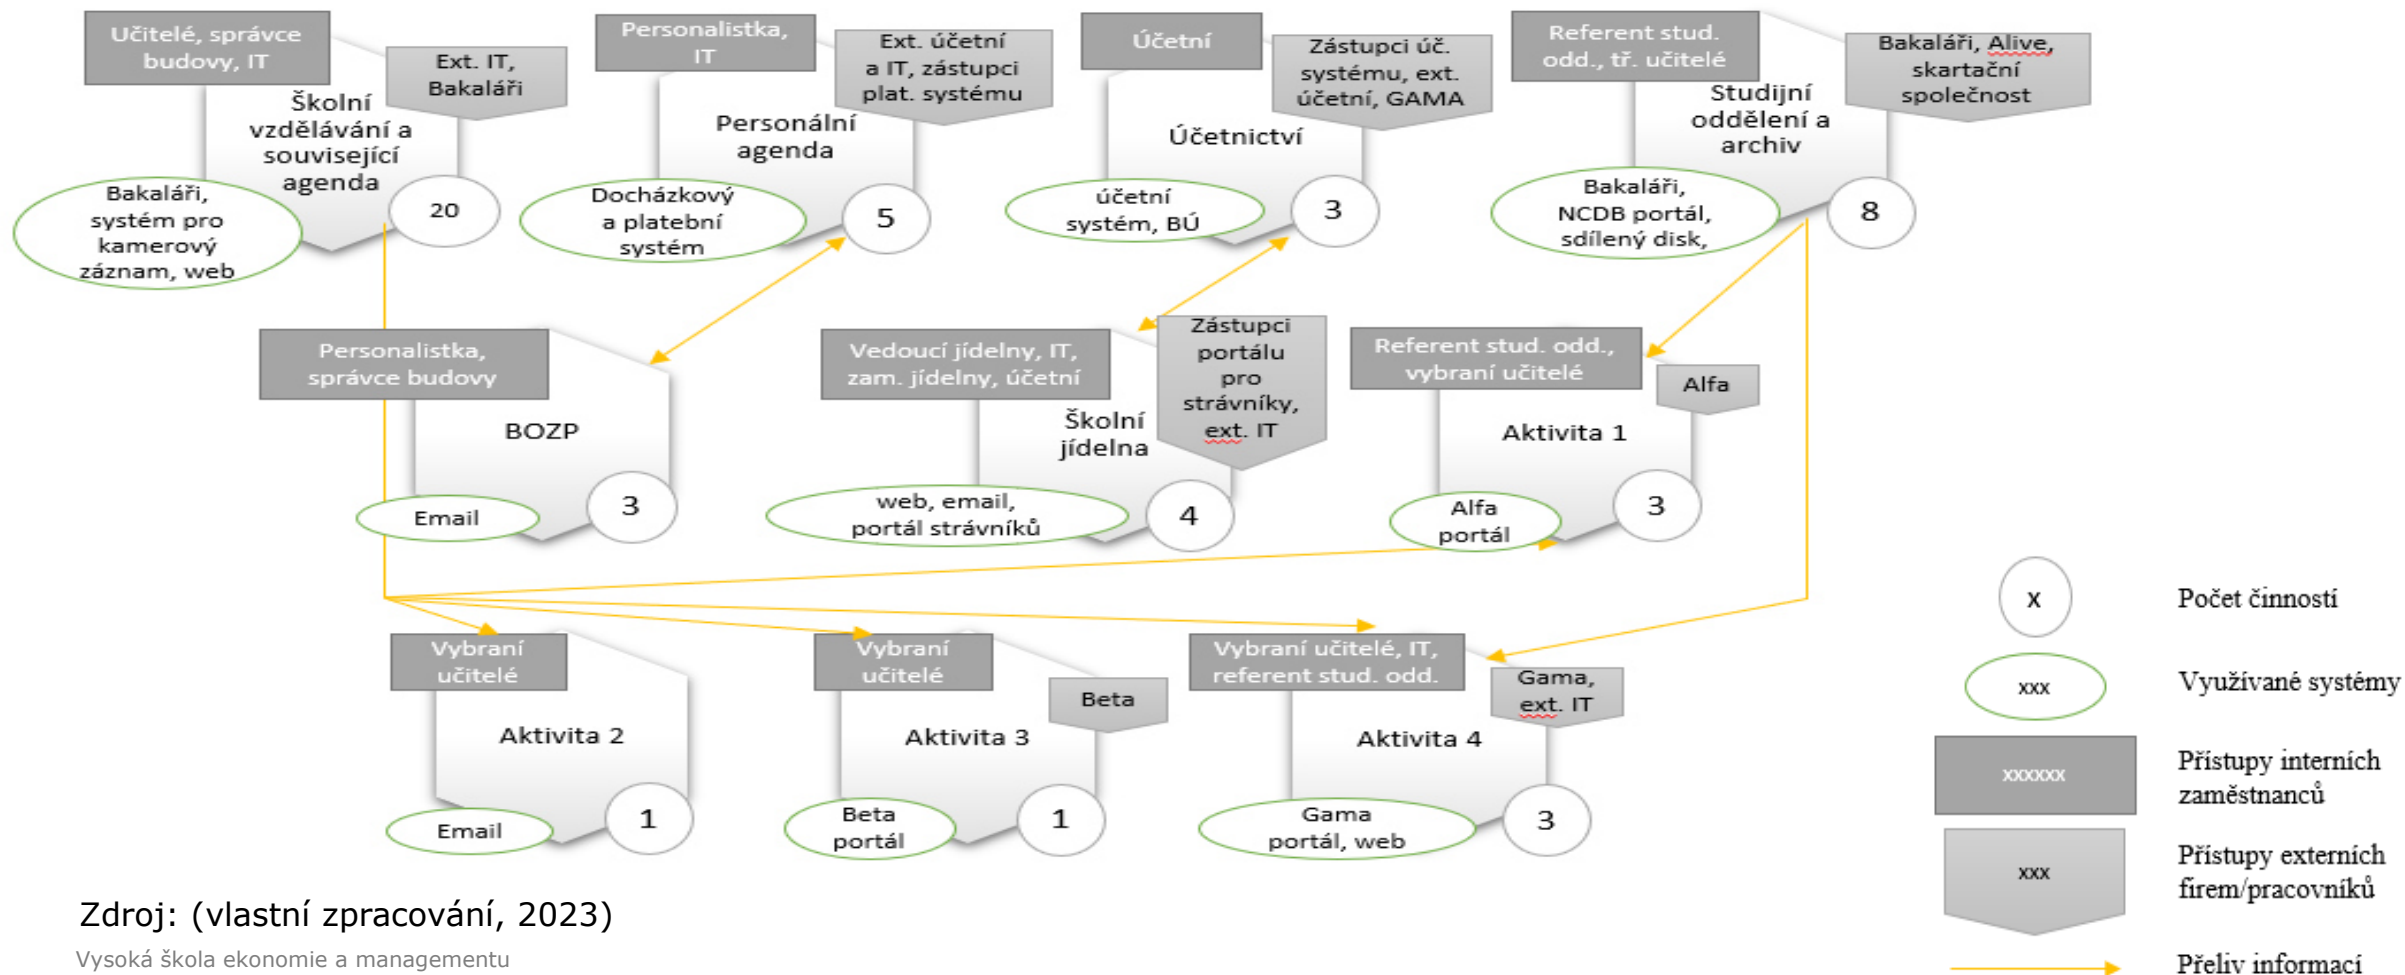 Učitelé, správce
budovy, IT
Ext. IT,
Bakaláři
Školní
vzdělávání a
související
agenda
Bakaláři,
systém pro
kamerový
záznam, web
20
Personalistka,
IT
Ext. účetní
a IT, zástupci
plat. systému
Personální
agenda
Docházkový
a platební
systém
5
Účetní
Zástupci úč.
systému, ext.
účetní, GAMA
Účetnictví
účetní
systém, BÚ
3
Referent stud.
odd., tř. učitelé
Bakaláři, Alive,
skartační
společnost
Studijní
oddělení a
archiv
Bakaláři,
NCDB portál,
sdílený disk,
8
Personalistka,
správce budovy
BOZP
Email
3
Vedoucí jídelny, IT,
zam. jídelny, účetní
Zástupci
portálu
pro
strávníky,
ext. IT
Školní
jídelna
web, email,
portál strávníků
4
Referent stud. odd.,
vybraní učitelé
Alfa
Aktivita 1
Alfa
portál
3
Vybraní
učitelé
Aktivita 2
Email
1
Vybraní
učitelé
Beta
Aktivita 3
Beta
portál
1
Vybraní učitelé, IT,
referent stud. odd.
Gama,
ext. IT
Aktivita 4
Gama
portál, web
3
x
Počet činností
xxx
Využívané systémy
xxxxxx
Přístupy interních
zaměstnanců
xxx
Přístupy externích
firem/pracovníků
Přeliv informací
Zdroj: (vlastní zpracování, 2023)
Vysoká škola ekonomie a managementu